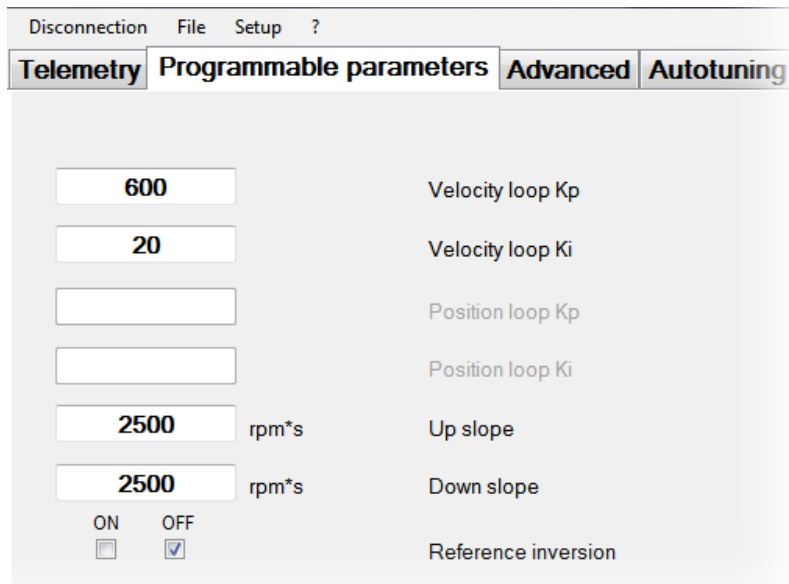 Disconnection File Setup ?
Telemetry Programmable parameters Advanced Autotuning
600 Velocity loop Kp
20 Velocity loop Ki
Position loop Kp
Position loop Ki
2500 rpm*s Up slope
2500 rpm*s Down slope
ON OFF
Reference inversion